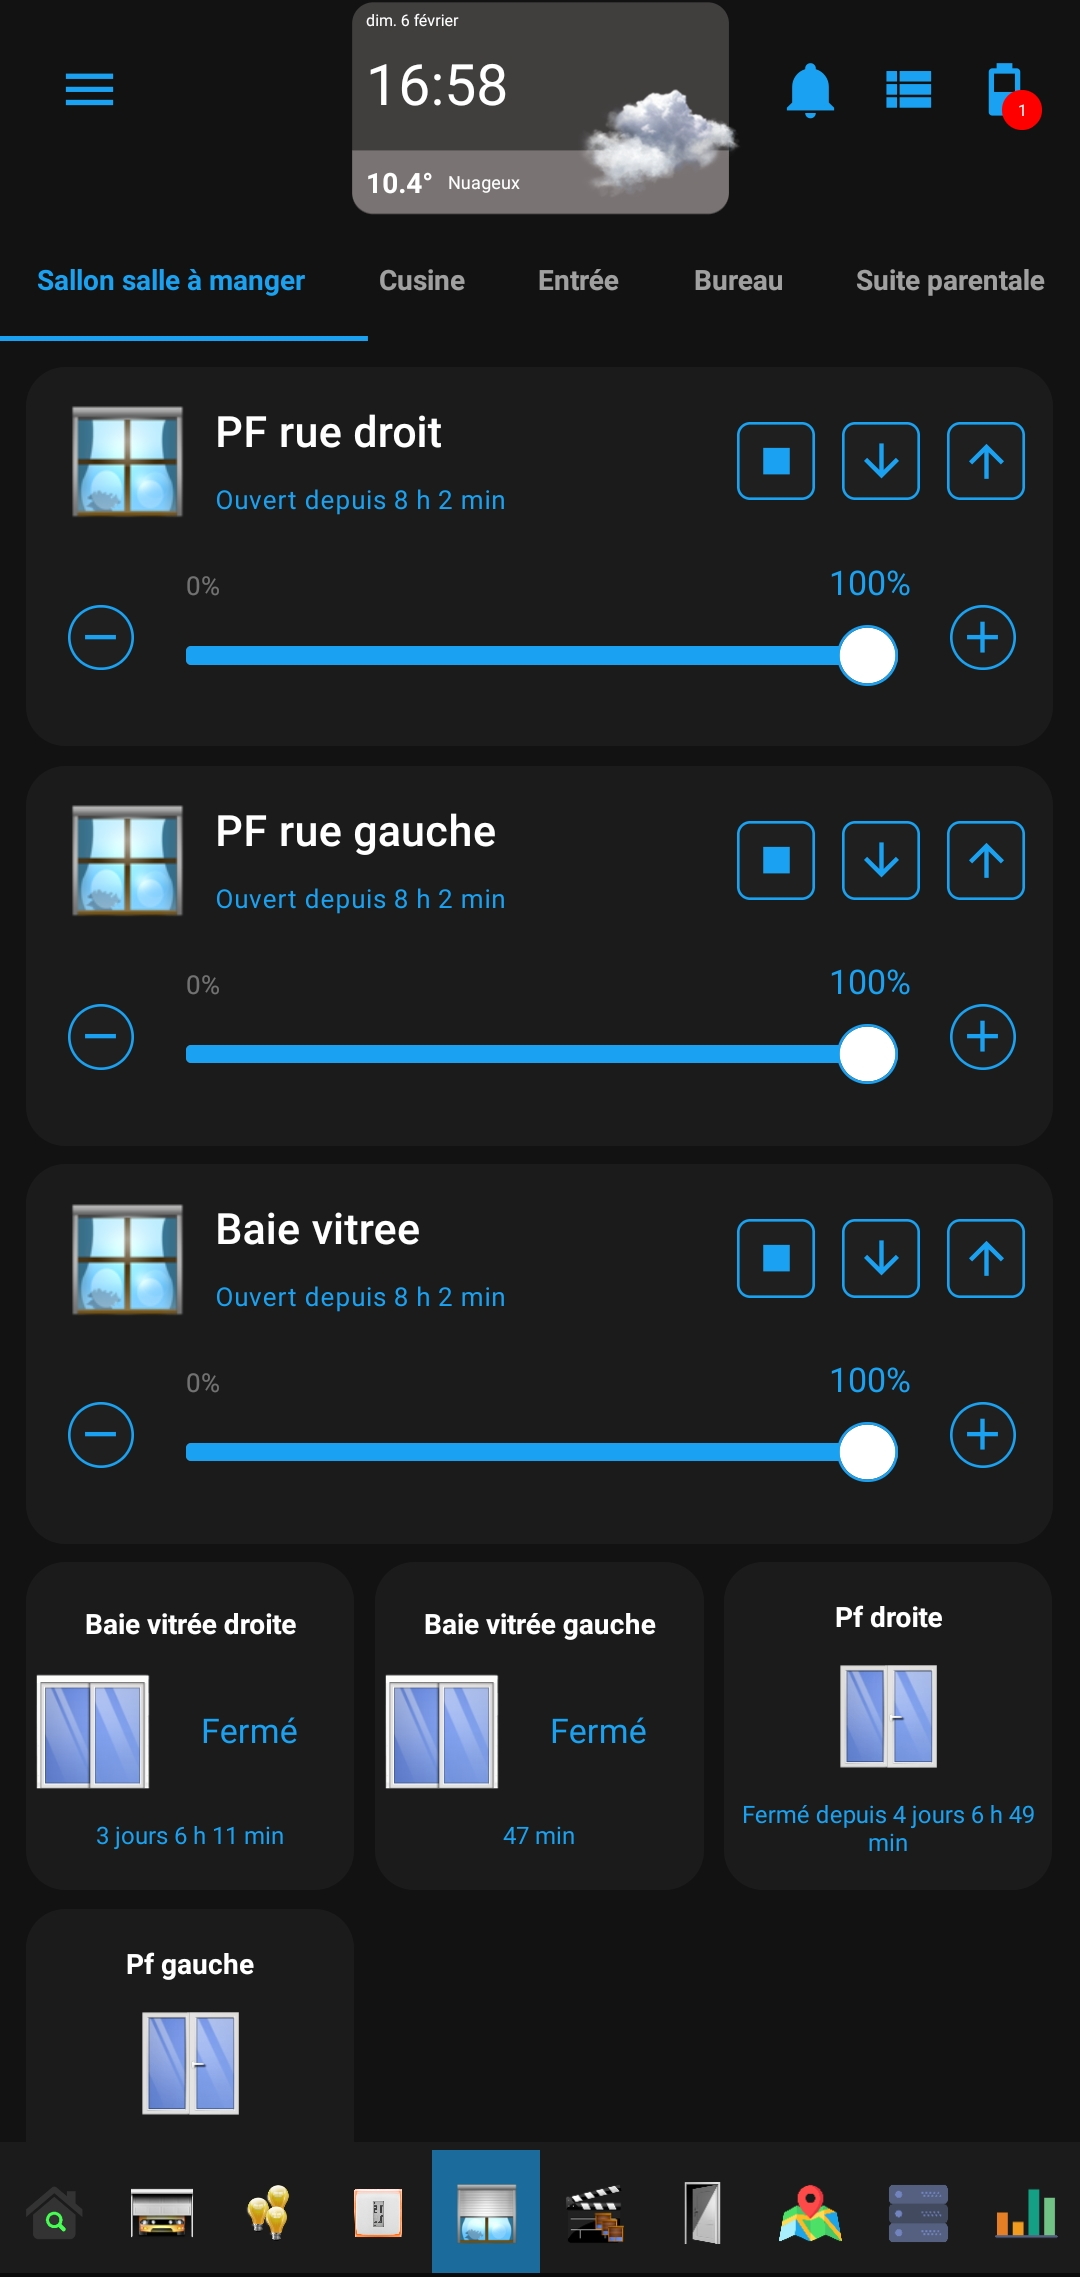 dim. 6 février
16:58
1
10.4° Nuageux
Sallon salle à manger Cusine Entrée Bureau Suite parentale
PF rue droit
Ouvert depuis 8 h 2 min
0% 100%
PF rue gauche
Ouvert depuis 8 h 2 min
0% 100%
Baie vitree
Ouvert depuis 8 h 2 min
0% 100%
Baie vitrée droite
Fermé
3 jours 6 h 11 min
Baie vitrée gauche
Fermé
47 min
Pf droite
Fermé depuis 4 jours 6 h 49
min
Pf gauche